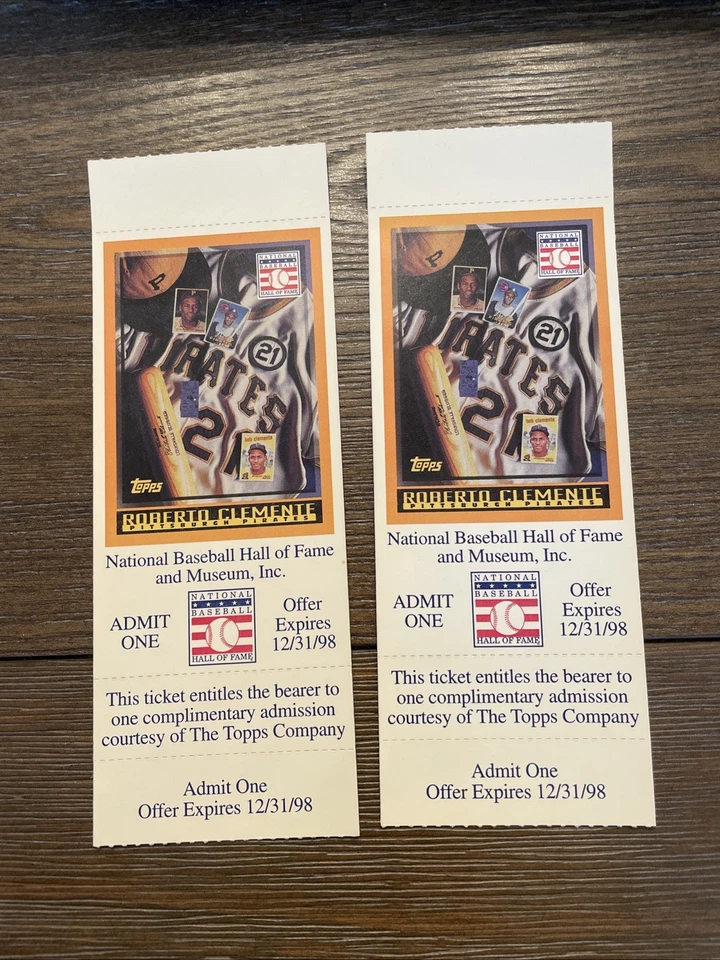 NATIONAL
BASEBALL
HALL OF FAME
P
PIRATES
21
21
bob clemente
topps
ROBERTO CLEMENTE
PITTSBURGH PIRATES
National Baseball Hall of Fame
and Museum, Inc.
ADMIT
ONE
NATIONAL
BASEBALL
HALL OF FAME
Offer
Expires
12/31/98
This ticket entitles the bearer to
one complimentary admission
courtesy of The Topps Company
Admit One
Offer Expires 12/31/98
NATIONAL
BASEBALL
HALL OF FAME
P
PIRATES
21
21
bob clemente
topps
ROBERTO CLEMENTE
PITTSBURGH PIRATES
National Baseball Hall of Fame
and Museum, Inc.
ADMIT
ONE
NATIONAL
BASEBALL
HALL OF FAME
Offer
Expires
12/31/98
This ticket entitles the bearer to
one complimentary admission
courtesy of The Topps Company
Admit One
Offer Expires 12/31/98